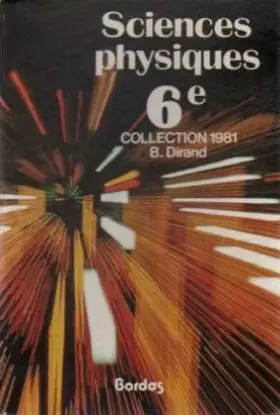 Sciences
physiques
6e
COLLECTION 1981
B. Dirand
Bordas